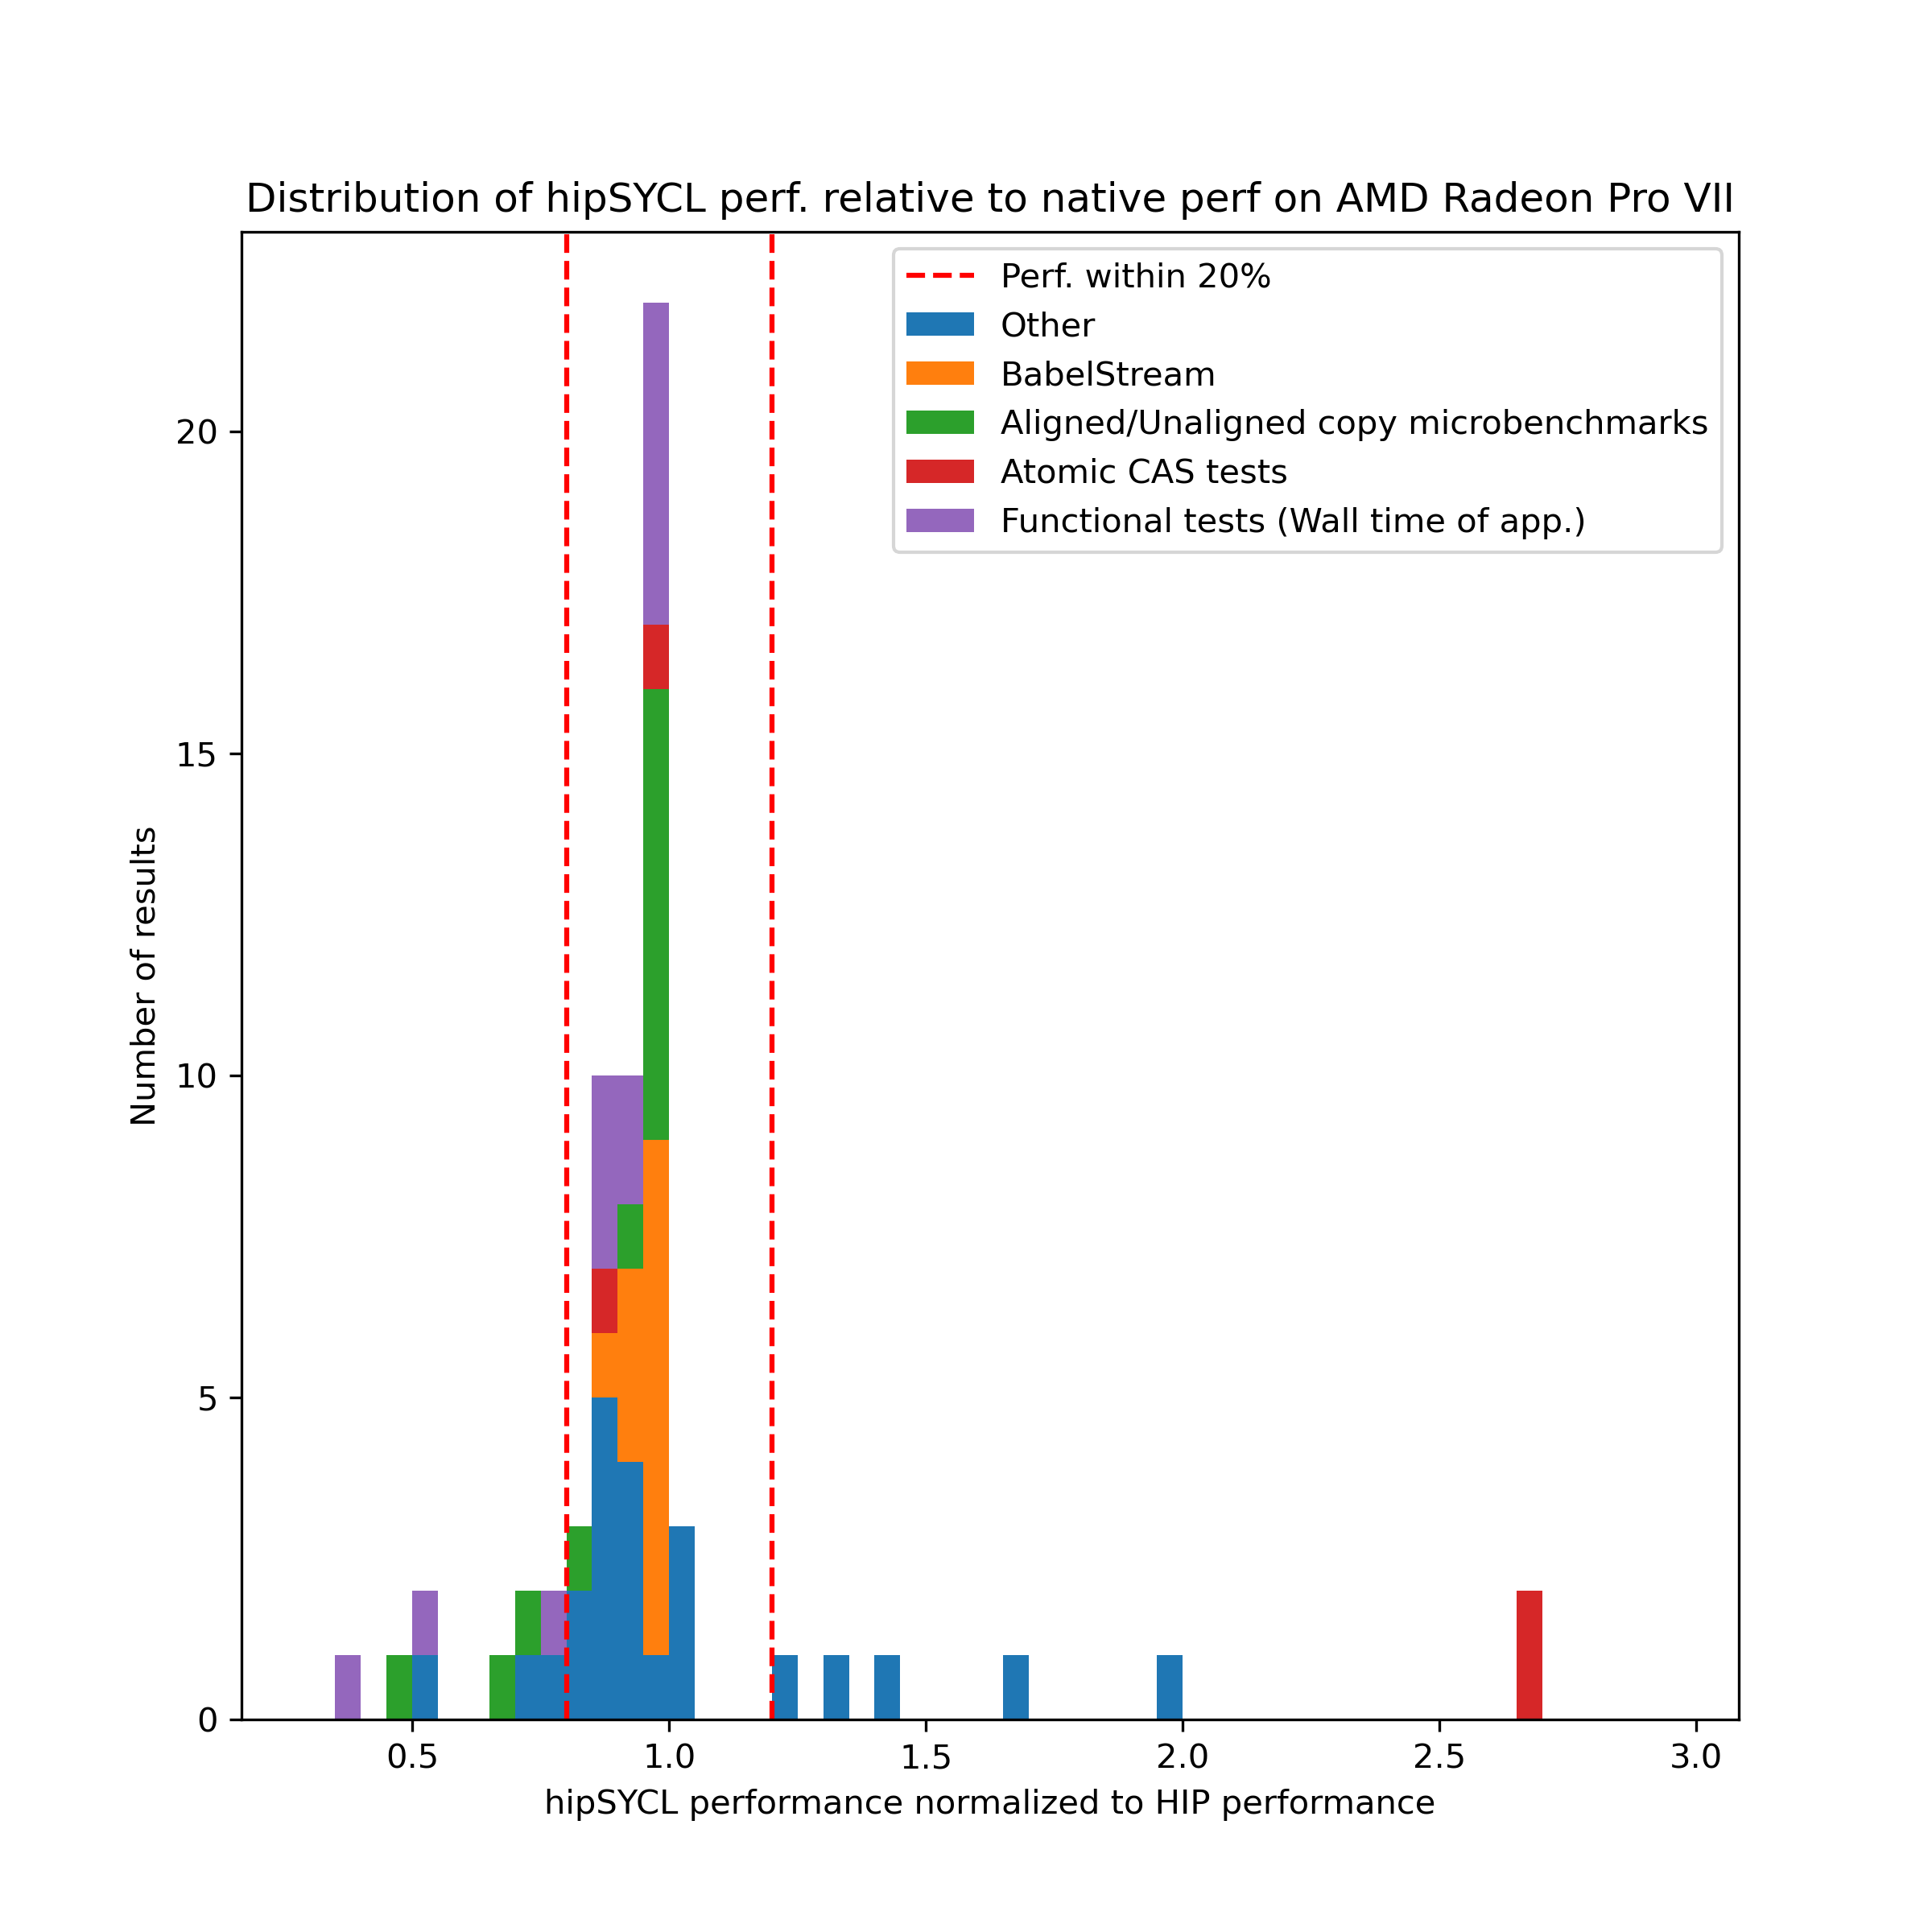 Distribution of hipSYCL perf. relative to native perf on AMD Radeon Pro VII
Perf. within 20%
Other
BabelStream
Aligned/Unaligned copy microbenchmarks
Atomic CAS tests
Functional tests (Wall time of app.)
Number of results
20
15
10
5
0
0.5 1.0 1.5 2.0 2.5 3.0
hipSYCL performance normalized to HIP performance